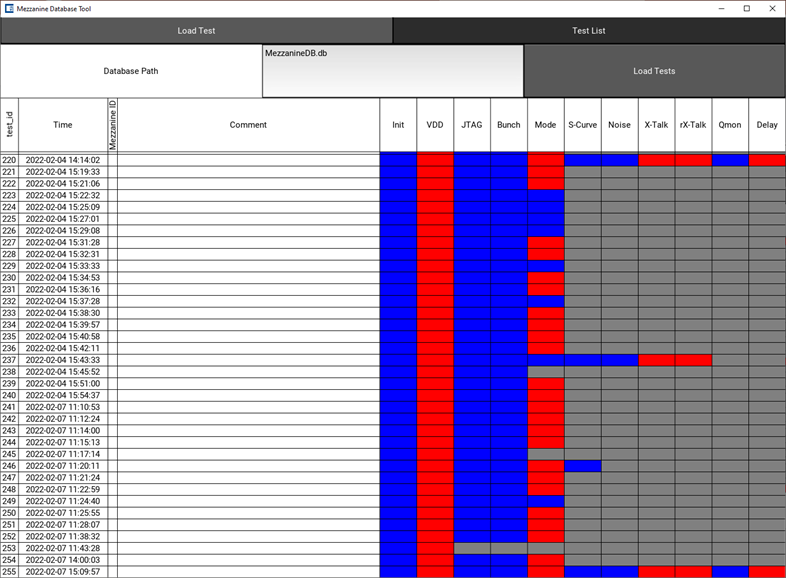 Mezzanine Database Tool
Load Test Test List
Database Path MezzanineDB.db Load Tests
test_id Time Mezzanine ID Comment Init VDD JTAG Bunch Mode S-Curve Noise X-Talk rX-Talk Qmon Delay
220 2022-02-04 14:14:02
221 2022-02-04 15:19:33
222 2022-02-04 15:21:06
223 2022-02-04 15:22:32
224 2022-02-04 15:25:09
225 2022-02-04 15:27:01
226 2022-02-04 15:29:08
227 2022-02-04 15:31:28
228 2022-02-04 15:32:31
229 2022-02-04 15:33:33
230 2022-02-04 15:34:53
231 2022-02-04 15:36:16
232 2022-02-04 15:37:28
233 2022-02-04 15:38:30
234 2022-02-04 15:39:57
235 2022-02-04 15:40:58
236 2022-02-04 15:42:11
237 2022-02-04 15:43:33
238 2022-02-04 15:45:52
239 2022-02-04 15:51:00
240 2022-02-04 15:54:37
241 2022-02-07 11:10:53
242 2022-02-07 11:12:24
243 2022-02-07 11:14:00
244 2022-02-07 11:15:13
245 2022-02-07 11:17:14
246 2022-02-07 11:20:11
247 2022-02-07 11:21:24
248 2022-02-07 11:22:59
249 2022-02-07 11:24:40
250 2022-02-07 11:25:55
251 2022-02-07 11:28:07
252 2022-02-07 11:38:32
253 2022-02-07 11:43:28
254 2022-02-07 14:00:03
255 2022-02-07 15:09:57